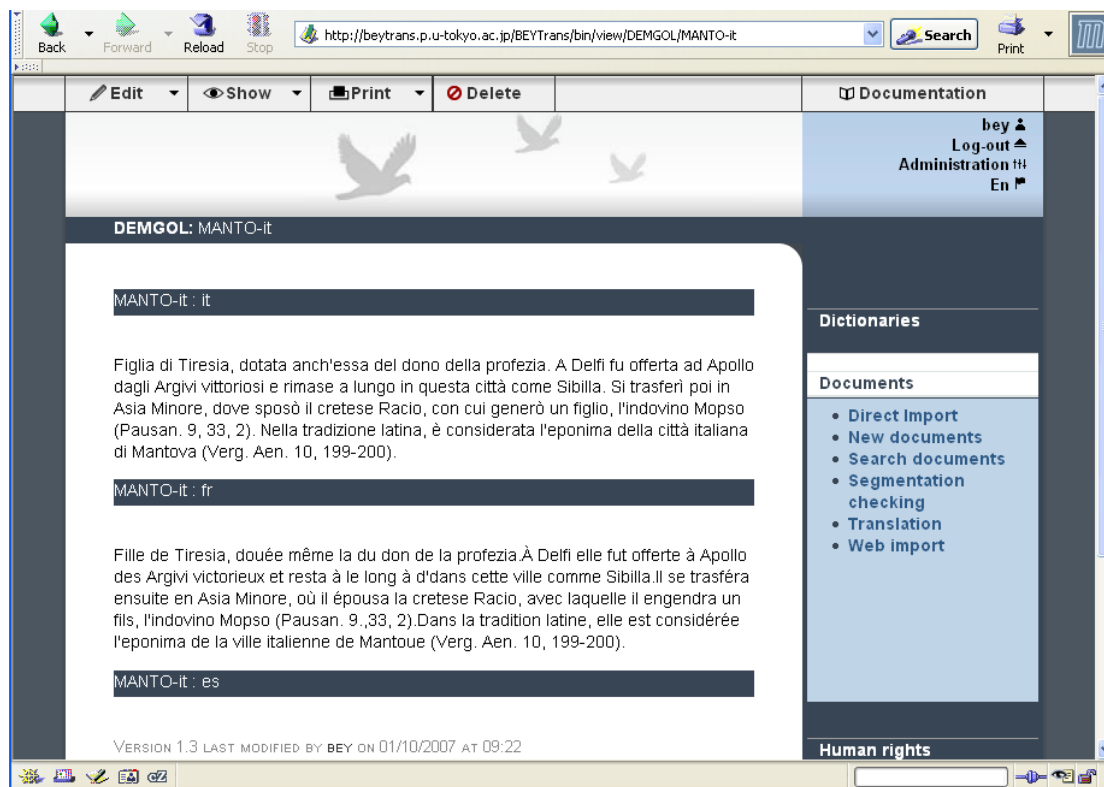 Back
Forward
Reload
Stop
http://beytrans.p.u-tokyo.ac.jp/BEYTrans/bin/view/DEMGOL/MANTO-it
Search
Print
Edit
Show
Print
Delete
Documentation
bey
Log-out
Administration
En
DEMGOL: MANTO-it
MANTO-it : it
Figlia di Tiresia, dotata anch'essa del dono della profezia. A Delfi fu offerta ad Apollo
dagli Argivi vittoriosi e rimase a lungo in questa città come Sibilla. Si trasferì poi in
Asia Minore, dove sposò il cretese Racio, con cui generò un figlio, l'indovino Mopso
(Pausan. 9, 33, 2). Nella tradizione latina, è considerata l'eponima della città italiana
di Mantova (Verg. Aen. 10, 199-200).
MANTO-it : fr
Fille de Tiresia, douée même la du don de la profezia.À Delfi elle fut offerte à Apollo
des Argivi victorieux et resta à le long à d'dans cette ville comme Sibilla.Il se trasféra
ensuite en Asia Minore, où il épousa la cretese Racio, avec laquelle il engendra un
fils, l'indovino Mopso (Pausan. 9.,33, 2).Dans la tradition latine, elle est considérée
l'eponima de la ville italienne de Mantoue (Verg. Aen. 10, 199-200).
MANTO-it : es
VERSION 1.3 LAST MODIFIED BY BEY ON 01/10/2007 AT 09:22
Dictionaries
Documents
Direct Import
New documents
Search documents
Segmentation
checking
Translation
Web import
Human rights